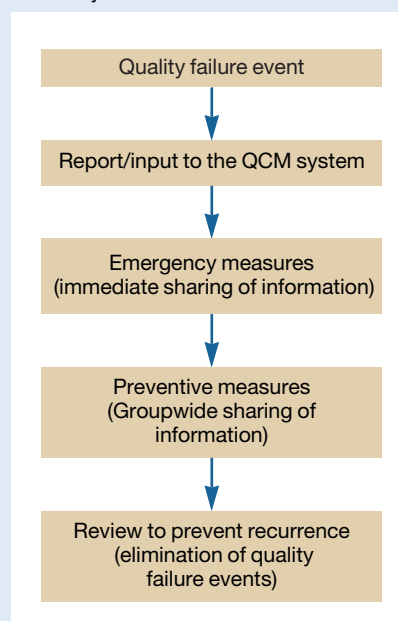 Quality failure event
Report/input to the QCM system
Emergency measures
(immediate sharing of information)
Preventive measures
(Groupwide sharing of
information)
Review to prevent recurrence
(elimination of quality
failure events)